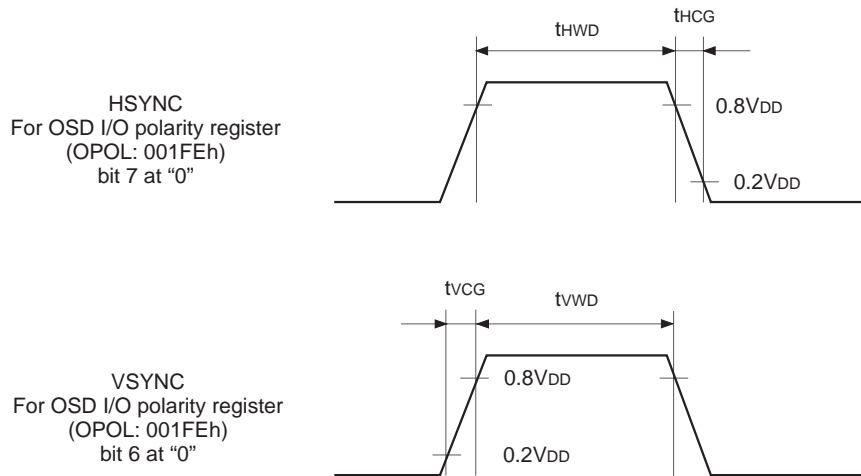 tHWD
tHCG
HSYNC
For OSD I/O polarity register
(OPOL: 001FEh)
bit 7 at “0”
0.8VDD
0.2VDD
tVCG
tVWD
VSYNC
For OSD I/O polarity register
(OPOL: 001FEh)
bit 6 at “0”
0.8VDD
0.2VDD